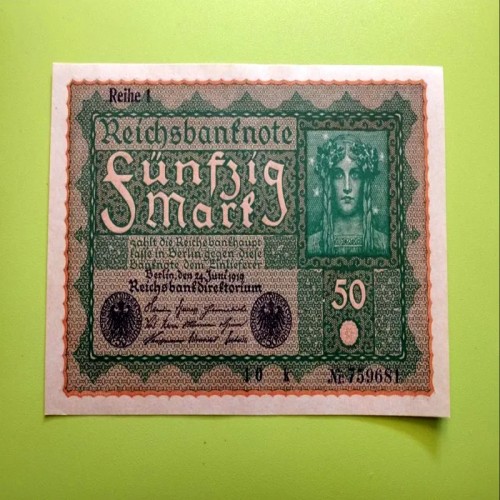 Reihe 1
Reichsbanknote
Fünfzig
Mark
zahlt die Reichsbankhaupt
kasse in Berlin gegen diese
Banknote dem Einlieferer
Berlin, den 24. Juni 1919
Reichsbankdirektorium
50
Nr. 759681